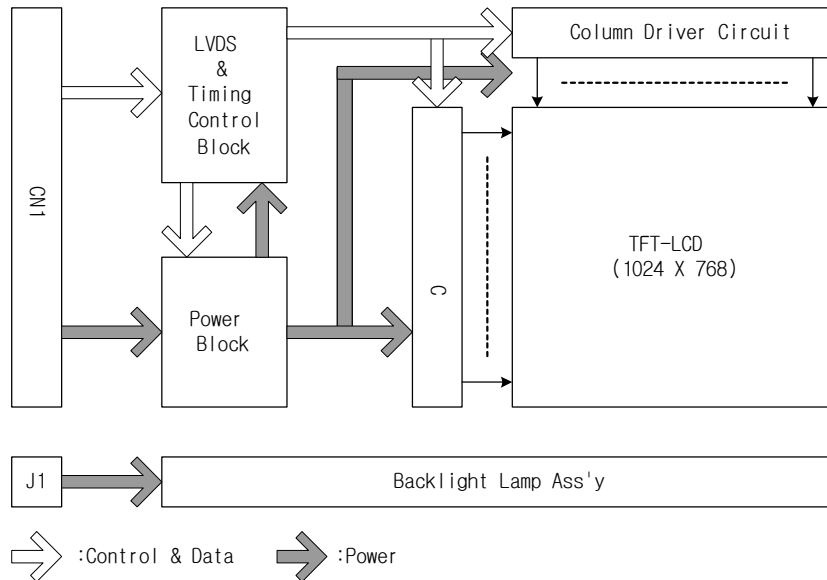 LVDS
&
Timing
Control
Block
Column Driver Circuit
CN1
TFT-LCD
(1024 X 768)
C
Power
Block
J1
Backlight Lamp Ass'y
:Control & Data
:Power